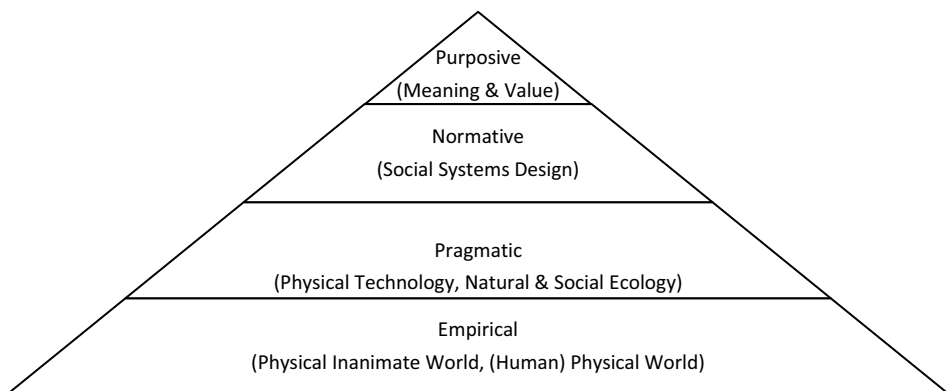 Purposive
(Meaning & Value)
Normative
(Social Systems Design)
Pragmatic
(Physical Technology, Natural & Social Ecology)
Empirical
(Physical Inanimate World, (Human) Physical World)